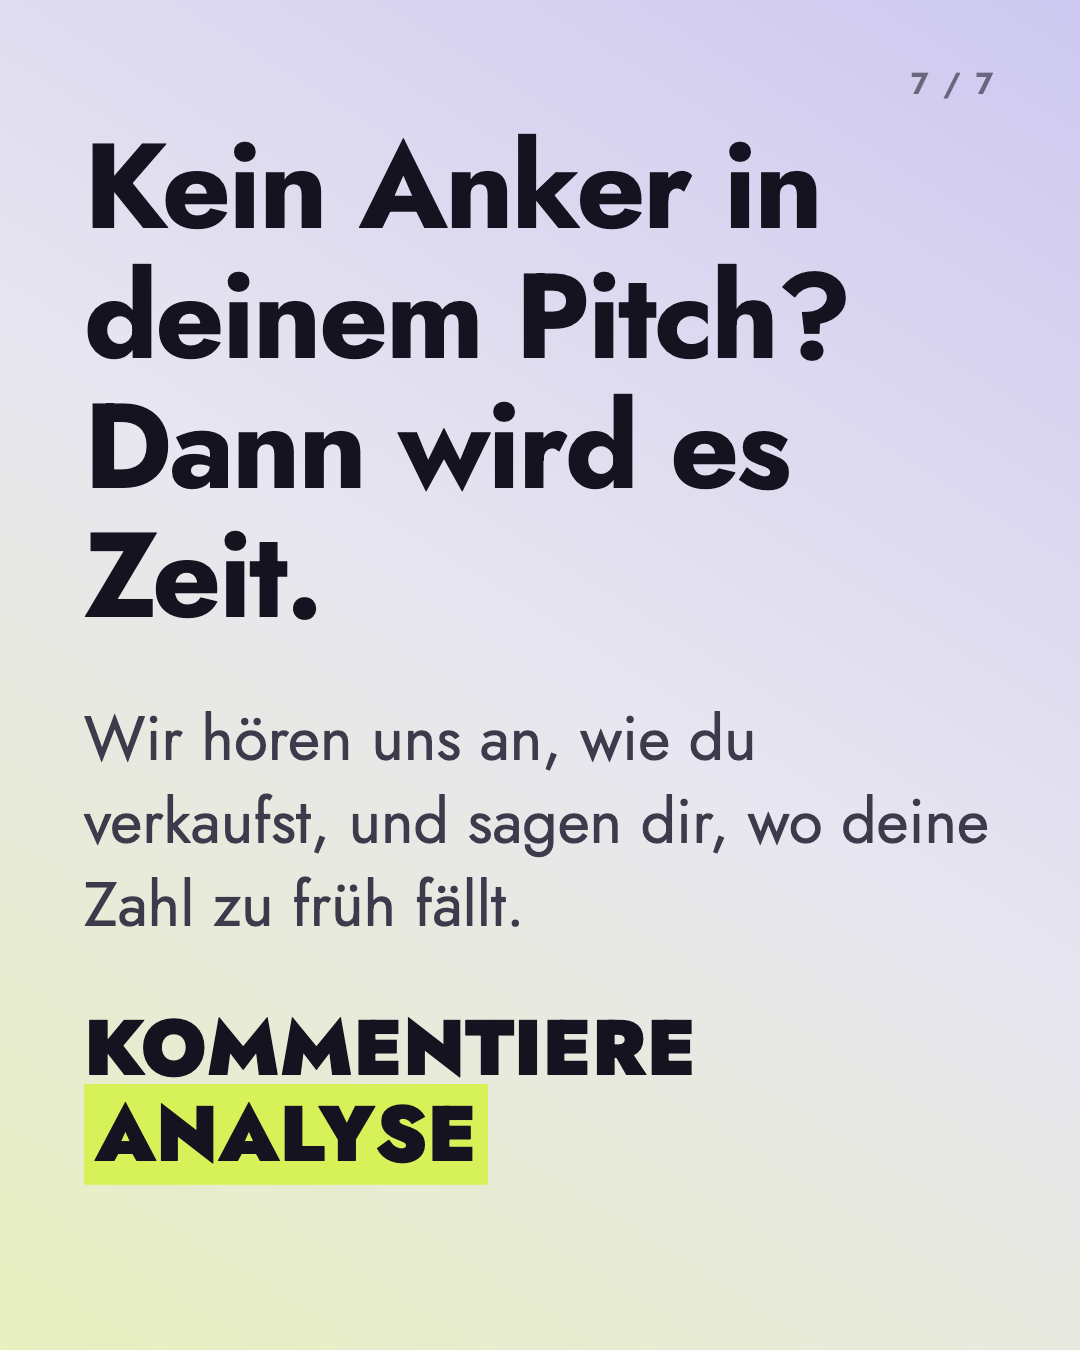 7 / 7
Kein Anker in
deinem Pitch?
Dann wird es
Zeit.
Wir hören uns an, wie du
verkaufst, und sagen dir, wo deine
Zahl zu früh fällt.
KOMMENTIERE
ANALYSE